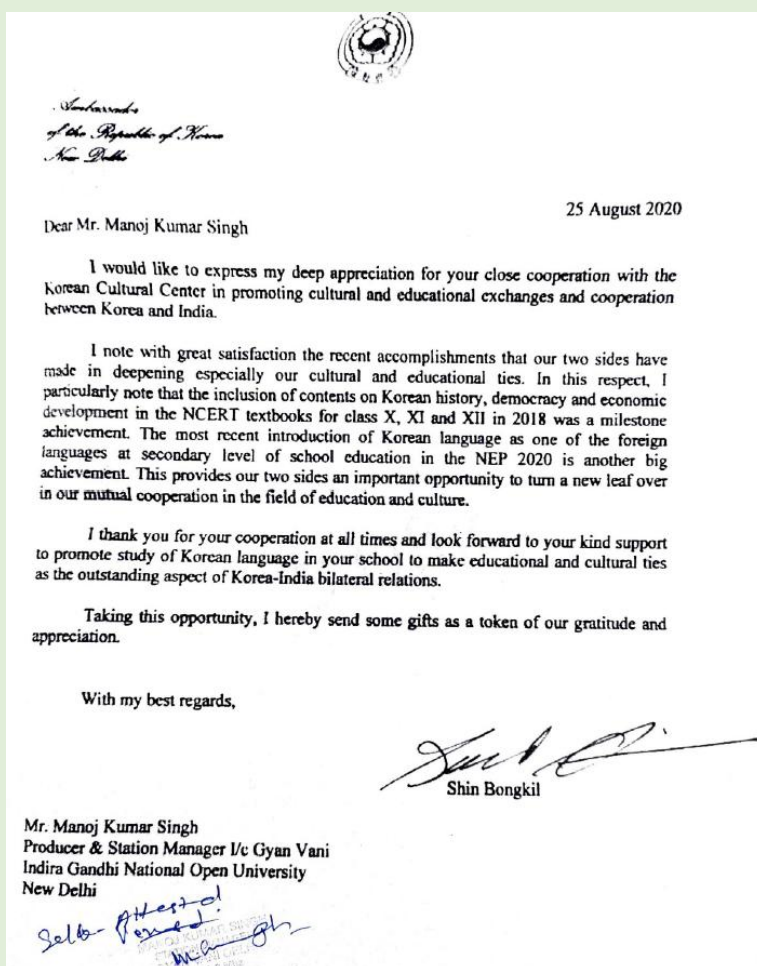 Ambassador
of the Republic of Korea
New Delhi
25 August 2020
Dear Mr. Manoj Kumar Singh
I would like to express my deep appreciation for your close cooperation with the
Korean Cultural Center in promoting cultural and educational exchanges and cooperation
between Korea and India.
I note with great satisfaction the recent accomplishments that our two sides have
made in deepening especially our cultural and educational ties. In this respect, I
particularly note that the inclusion of contents on Korean history, democracy and economic
development in the NCERT textbooks for class X, XI and XII in 2018 was a milestone
achievement. The most recent introduction of Korean language as one of the foreign
languages at secondary level of school education in the NEP 2020 is another big
achievement. This provides our two sides an important opportunity to turn a new leaf over
in our mutual cooperation in the field of education and culture.
I thank you for your cooperation at all times and look forward to your kind support
to promote study of Korean language in your school to make educational and cultural ties
as the outstanding aspect of Korea-India bilateral relations.
Taking this opportunity, I hereby send some gifts as a token of our gratitude and
appreciation.
With my best regards,
Shin Bongkil
Mr. Manoj Kumar Singh
Producer & Station Manager I/c Gyan Vani
Indira Gandhi National Open University
New Delhi
Self-Attested
MANOJ KUMAR SINGH